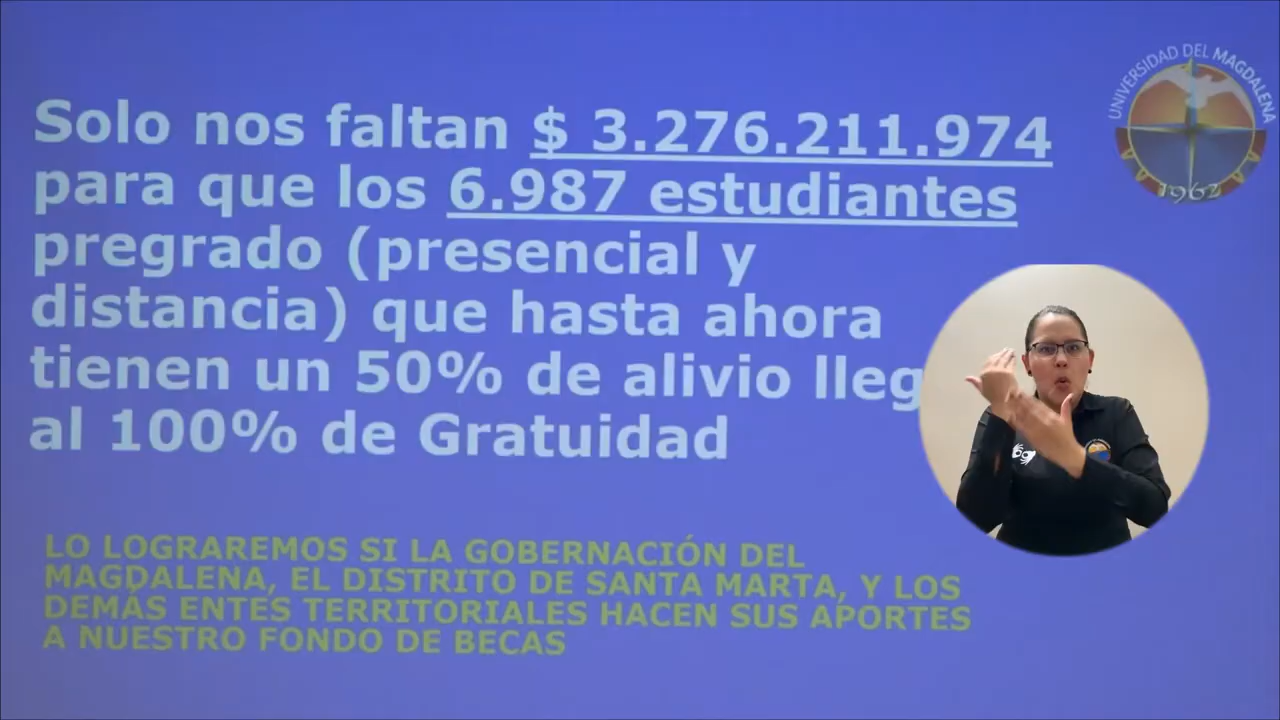 Solo nos faltan $ 3.276.211.974
para que los 6.987 estudiantes
pregrado (presencial y
distancia) que hasta ahora
tienen un 50% de alivio lleg
al 100% de Gratuidad
LO LOGRAREMOS SI LA GOBERNACIÓN DEL
MAGDALENA, EL DISTRITO DE SANTA MARTA, Y LOS
DEMÁS ENTES TERRITORIALES HACEN SUS APORTES
A NUESTRO FONDO DE BECAS
UNIVERSIDAD DEL MAGDALENA
1962